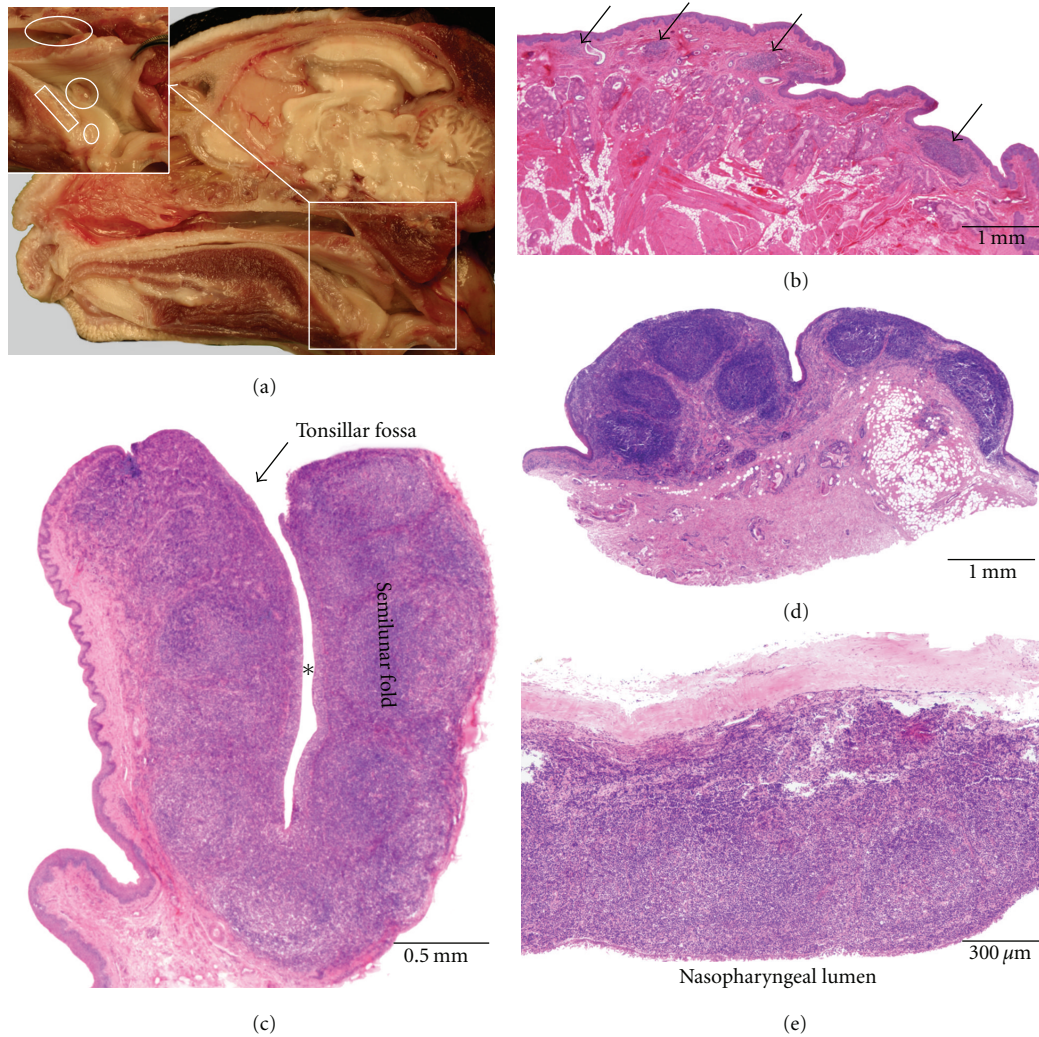 1 mm
(a)
(b)
Tonsillar fossa
Semilunar fold
*
0.5 mm
(c)
1 mm
(d)
300 µm
Nasopharyngeal lumen
(e)